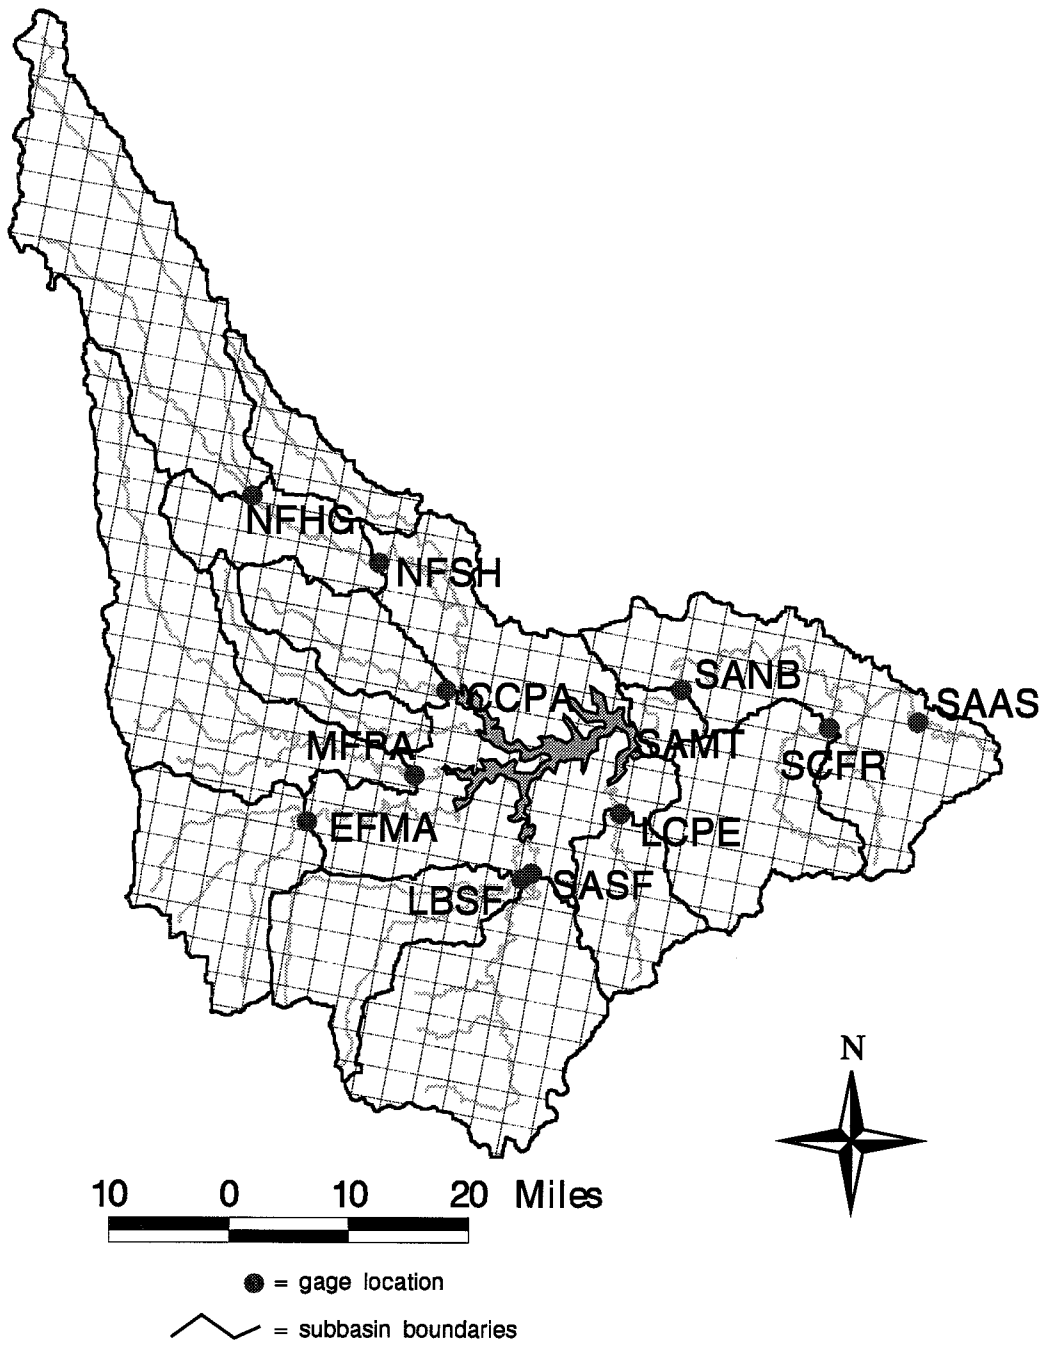 NFHG
NFSH
CCPA
SANB
SAAS
MFPA
SAMT
SCFR
EFMA
LCPE
LBSF
SASF
N
10 0 10 20 Miles
= gage location
= subbasin boundaries